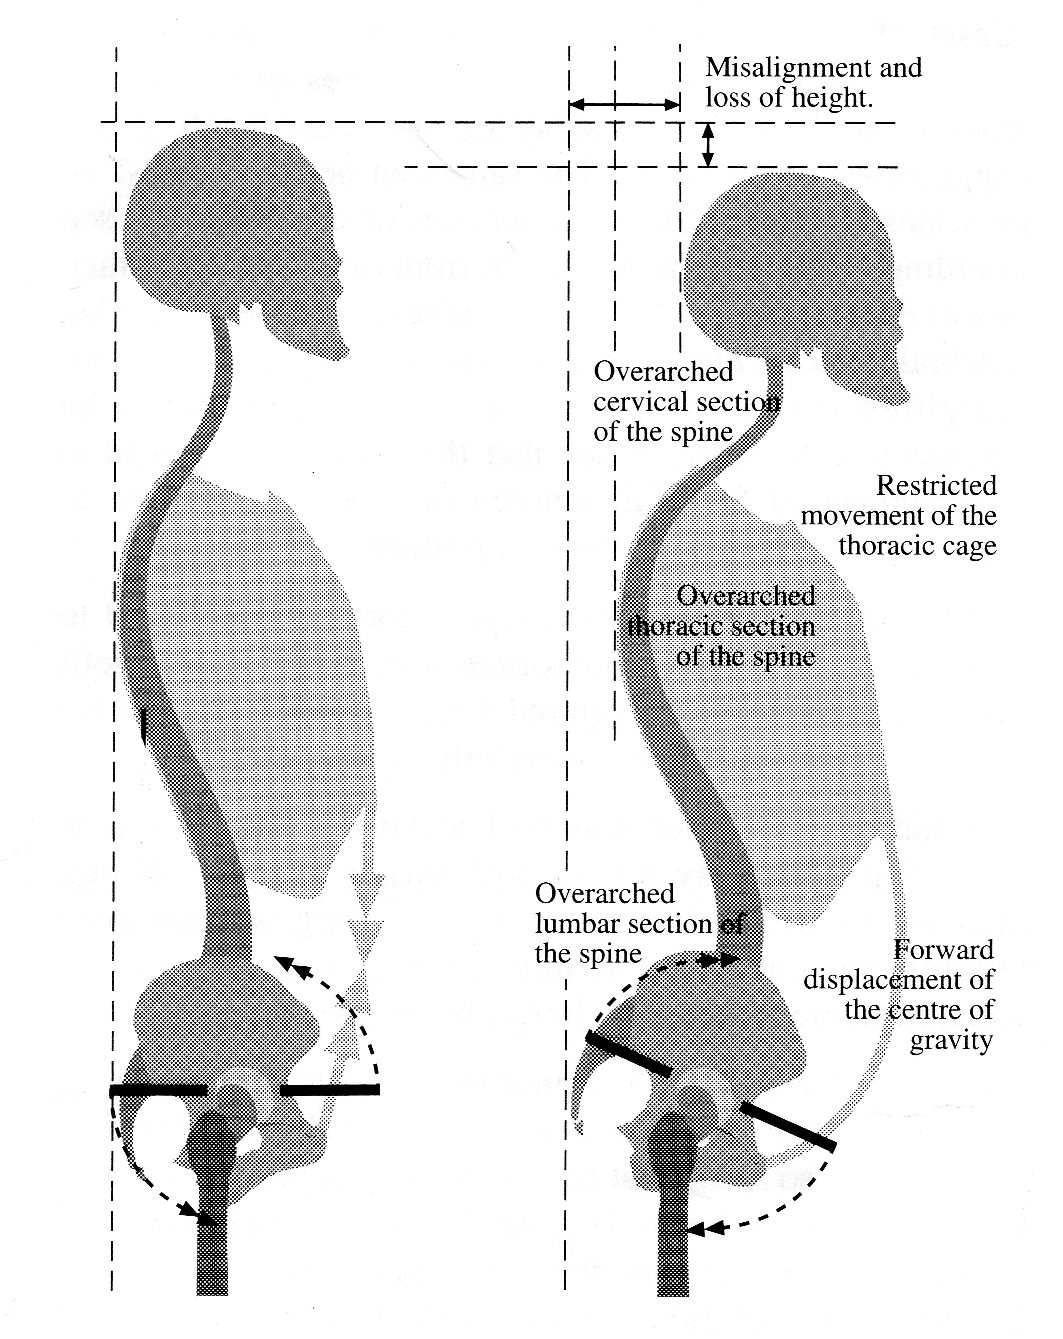 Misalignment and
loss of height.
Overarched
cervical section
of the spine
Restricted
movement of the
thoracic cage
Overarched
thoracic section
of the spine
Overarched
lumbar section of
the spine
Forward
displacement of
the centre of
gravity